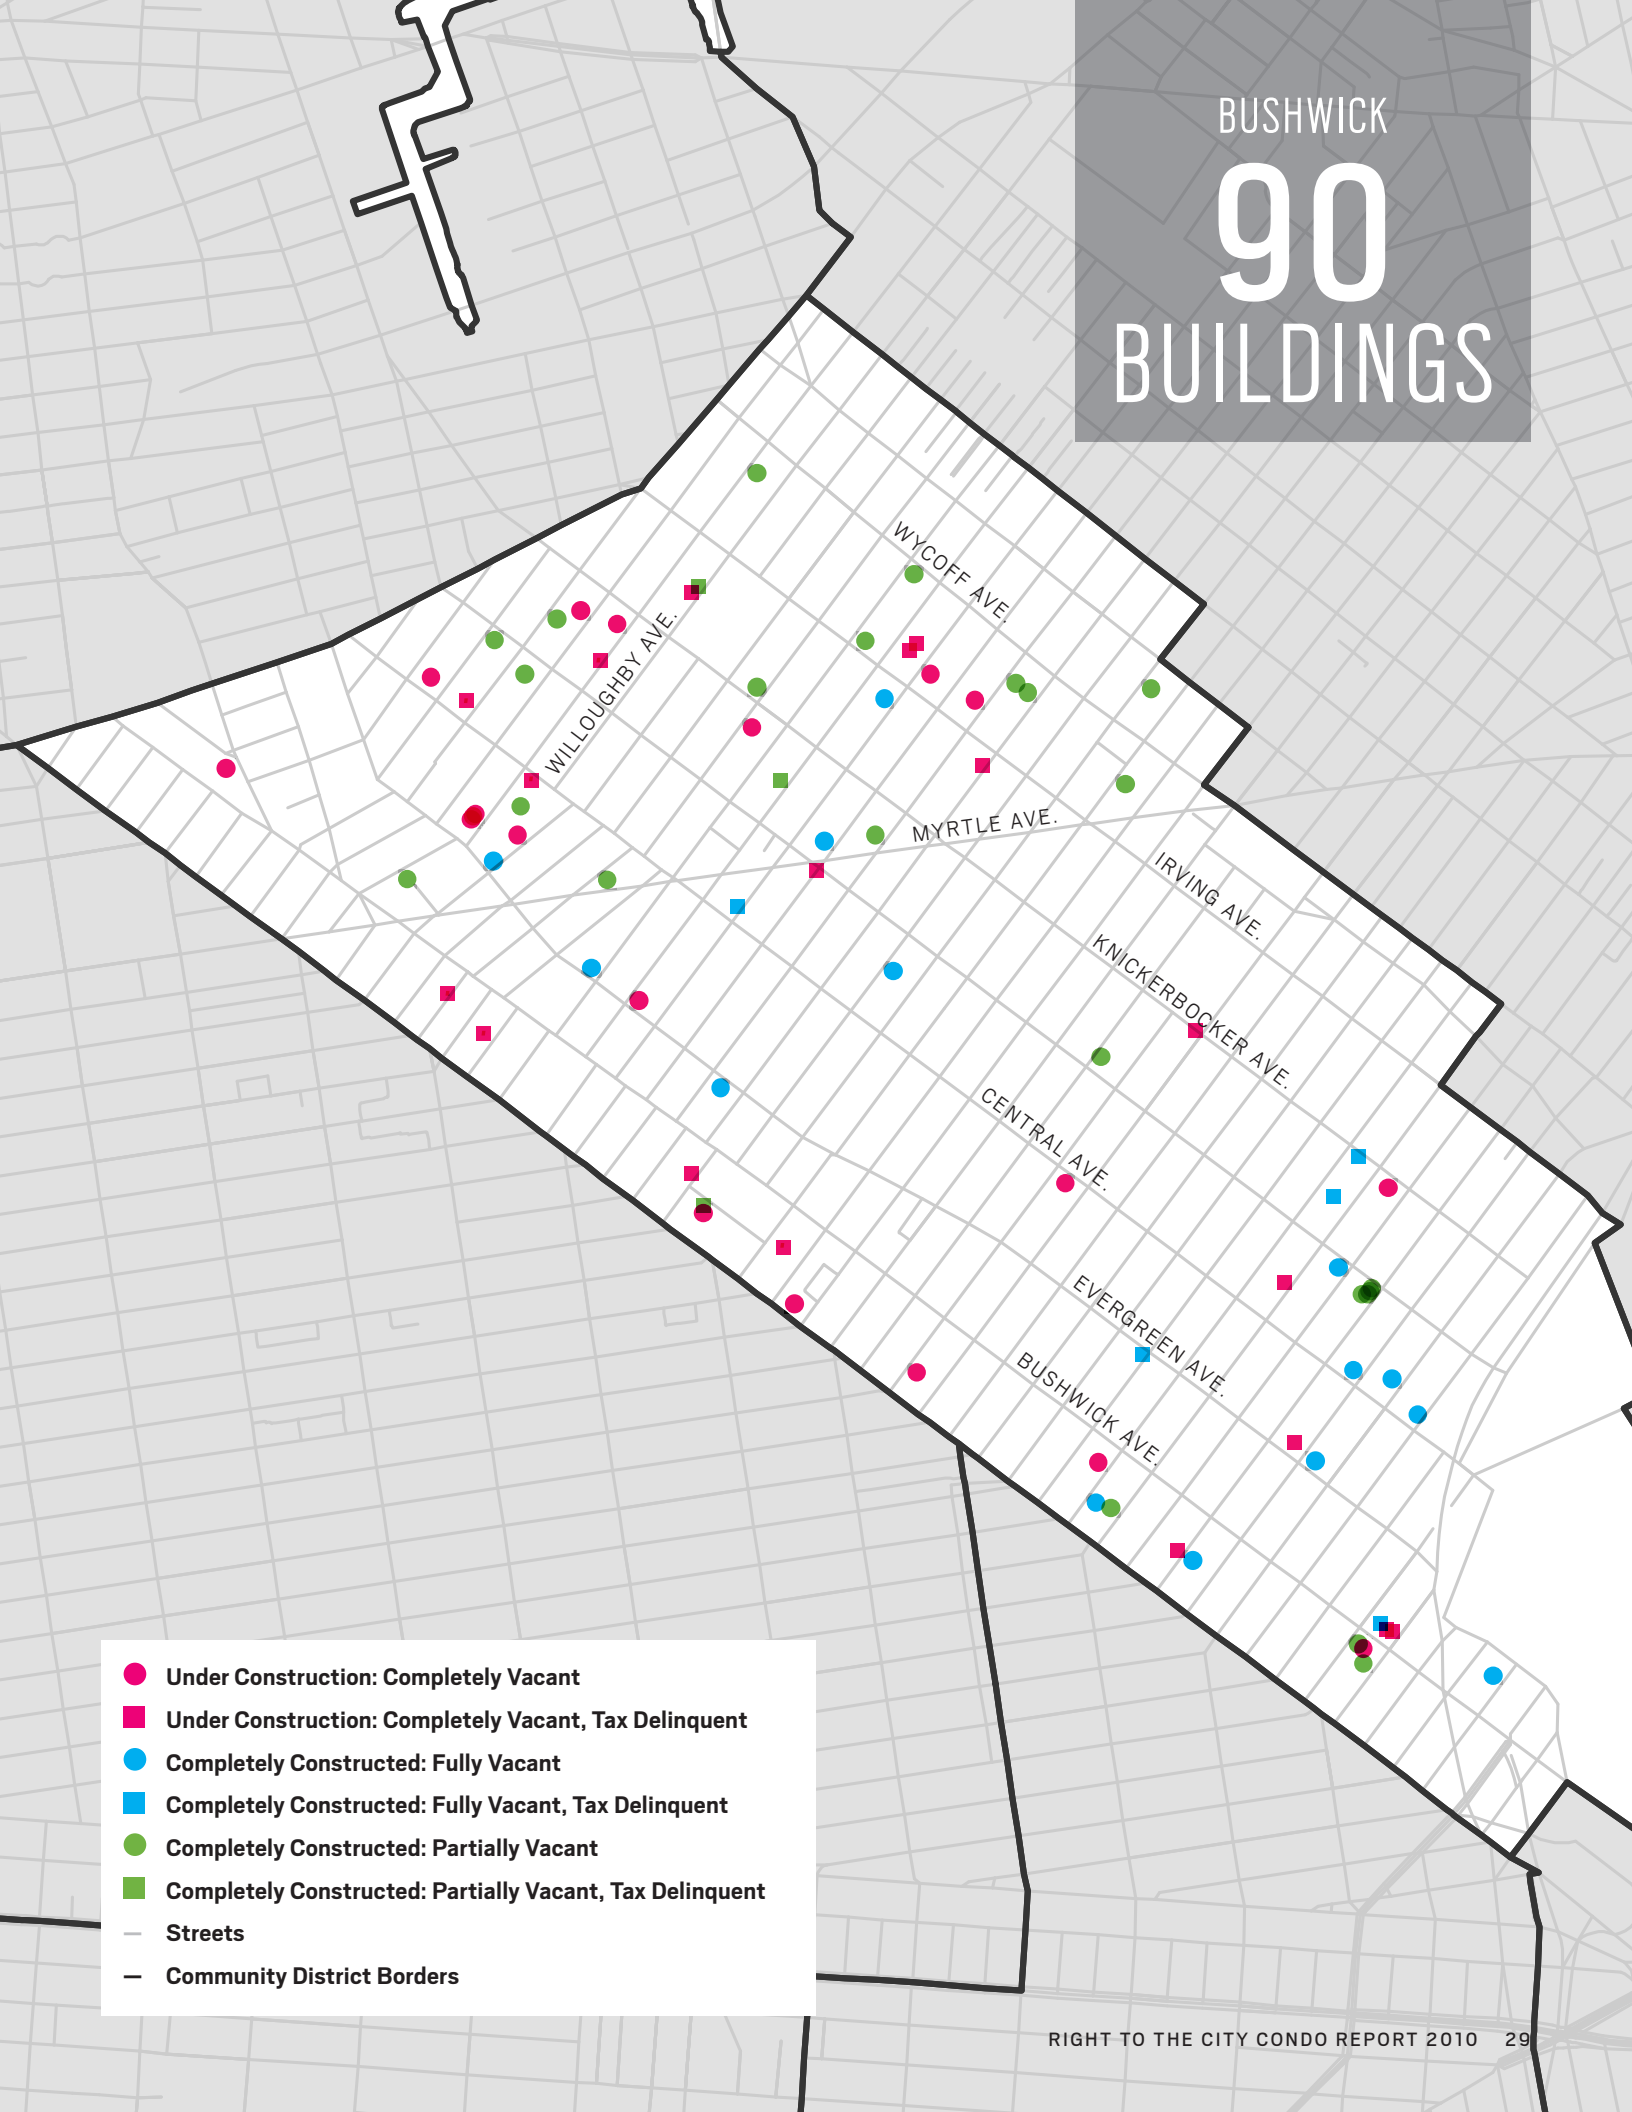 BUSHWICK
90
BUILDINGS
WYCOFF AVE.
WILLOUGHBY AVE.
MYRTLE AVE.
IRVING AVE.
KNICKERBOCKER AVE.
CENTRAL AVE.
EVERGREEN AVE.
BUSHWICK AVE.
Under Construction: Completely Vacant
Under Construction: Completely Vacant, Tax Delinquent
Completely Constructed: Fully Vacant
Completely Constructed: Fully Vacant, Tax Delinquent
Completely Constructed: Partially Vacant
Completely Constructed: Partially Vacant, Tax Delinquent
Streets
Community District Borders
RIGHT TO THE CITY CONDO REPORT 2010 29